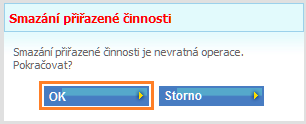 Smazání přiřazené činnosti
Smazání přiřazené činnosti je nevratná operace.
Pokračovat?
OK
Storno